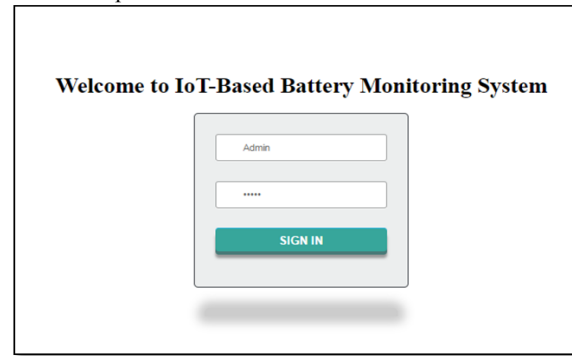 Welcome to IoT-Based Battery Monitoring System
Admin
•••••
SIGN IN